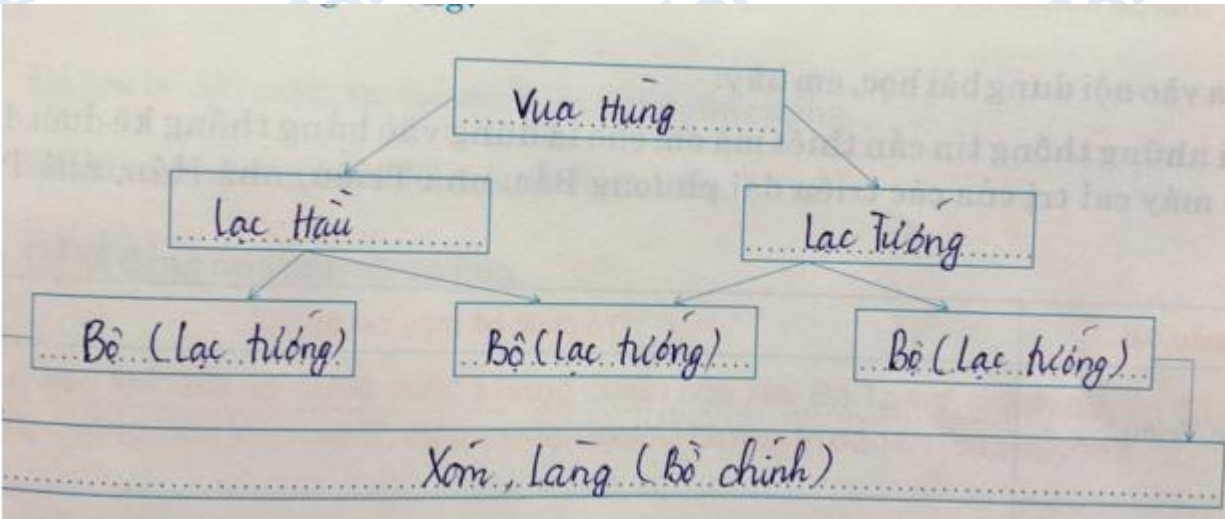 Vua Hùng
Lạc Hầu Lạc Tướng
Bộ (Lạc tướng) Bộ (lạc tướng) Bộ (Lạc tướng)
Xóm, Làng (Bồ chính)